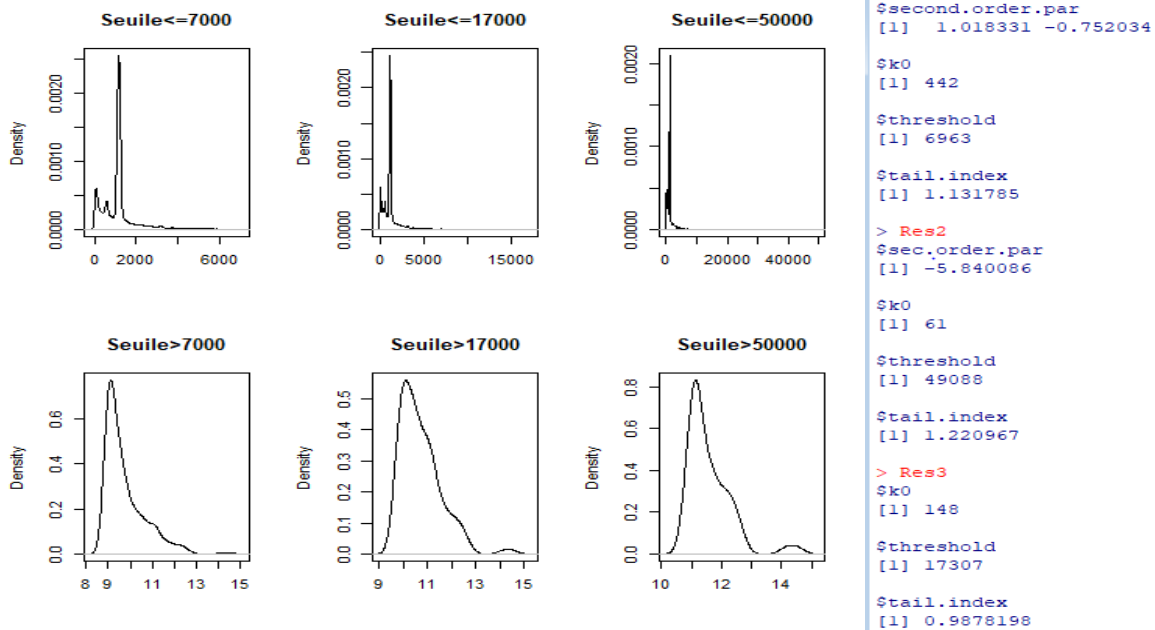 Seuile<=7000
Seuile<=17000
Seuile<=50000
Density
0.0000 0.0010 0.0020
0 2000 6000
Density
0.0000 0.0010 0.0020
0 5000 15000
Density
0.0000 0.0010 0.0020
0 20000 40000
Seuile>7000
Seuile>17000
Seuile>50000
Density
0.0 0.2 0.4 0.6
8 9 11 13 15
Density
0.0 0.1 0.2 0.3 0.4 0.5
9 11 13 15
Density
0.0 0.2 0.4 0.6 0.8
10 12 14
$second.order.par
[1] 1.018331 -0.752034
$k0
[1] 442
$threshold
[1] 6963
$tail.index
[1] 1.131785
> Res2
$sec.order.par
[1] -5.840086
$k0
[1] 61
$threshold
[1] 49088
$tail.index
[1] 1.220967
> Res3
$k0
[1] 148
$threshold
[1] 17307
$tail.index
[1] 0.9878198